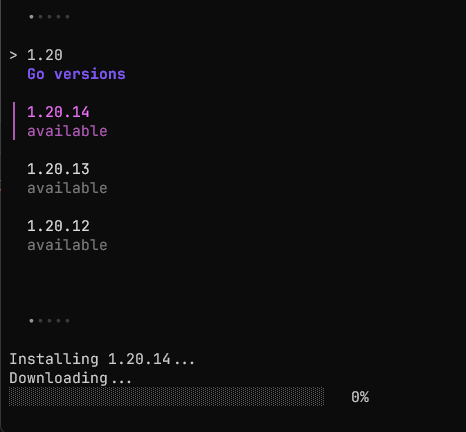 •••••
> 1.20
Go versions
1.20.14
available
1.20.13
available
1.20.12
available
•••••
Installing 1.20.14...
Downloading...
0%